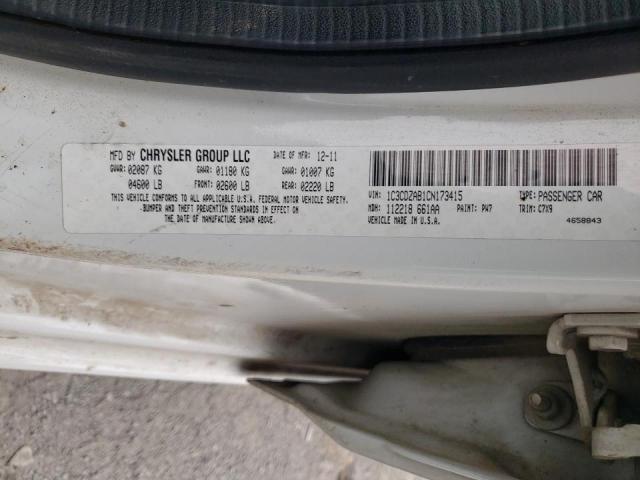 MFD BY CHRYSLER GROUP LLC DATE OF MFR: 12-11
GVWR: 02087 KG GAWR: 01180 KG GAWR: 01007 KG
04600 LB FRONT: 02600 LB REAR: 02220 LB
THIS VEHICLE CONFORMS TO ALL APPLICABLE U.S.A. FEDERAL MOTOR VEHICLE SAFETY,
BUMPER AND THEFT PREVENTION STANDARDS IN EFFECT ON
THE DATE OF MANUFACTURE SHOWN ABOVE.
VIN: 1C3CDZAB1CN173415 TYPE: PASSENGER CAR
MDH: 112218 661AA PAINT: PW7 TRIM: C7X9
MADE IN U.S.A. 4658843